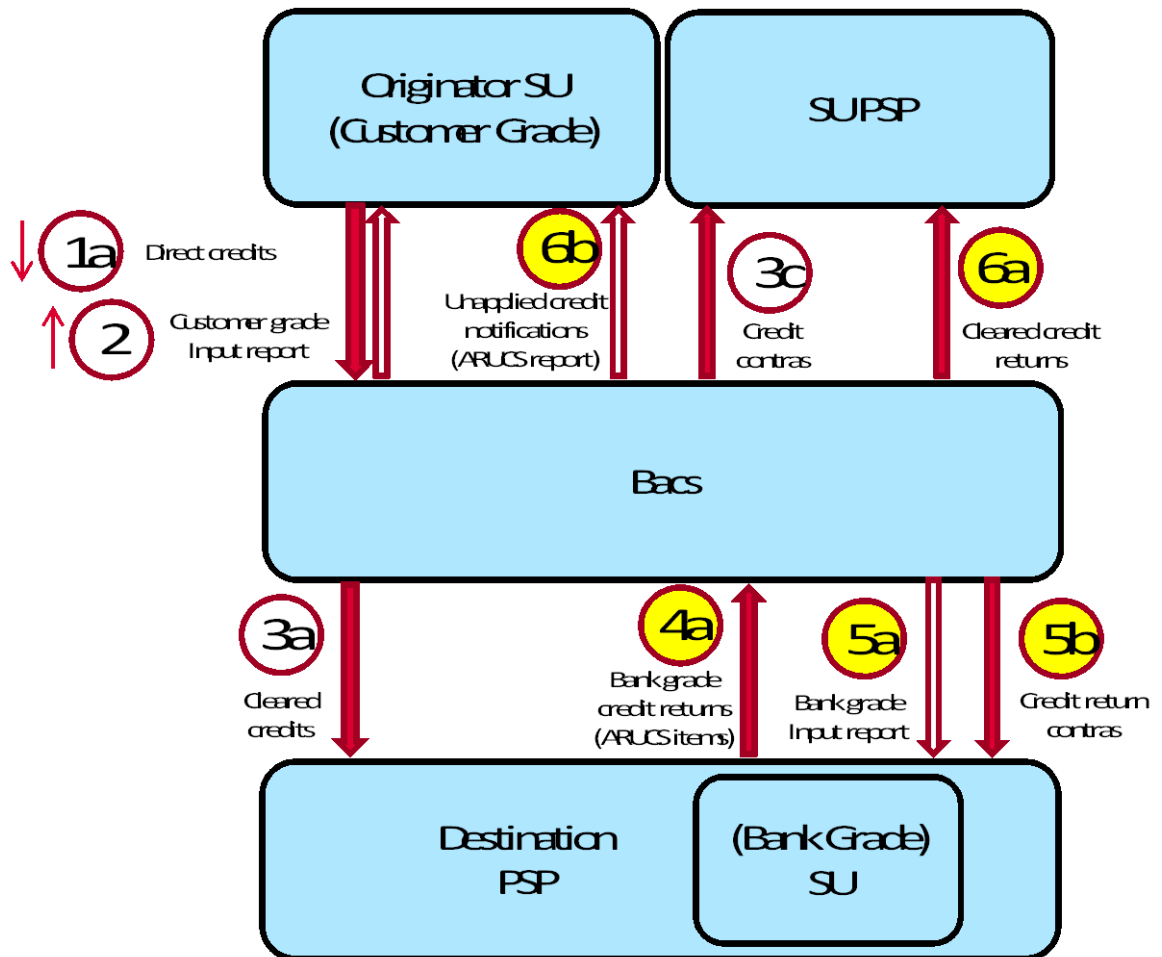 Originator SU
(Customer Grade)
SU PSP
1a
Direct credits
2
Customer grade
Input report
6b
Unapplied credit
notifications
(ARUCS report)
3c
Credit
contras
6a
Cleared credit
returns
Bacs
3a
Cleared
credits
4a
Bank grade
credit returns
(ARUCS items)
5a
Bank grade
Input report
5b
Credit return
contras
Destination
PSP
(Bank Grade)
SU